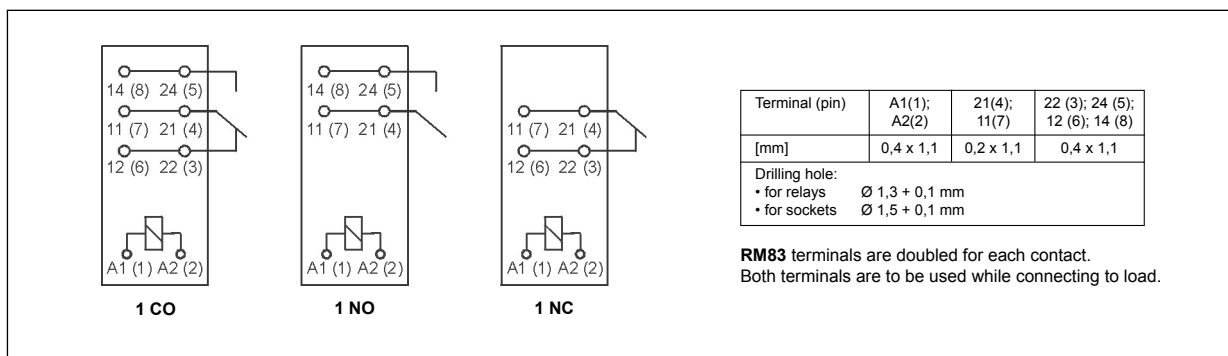 14 (8) 24 (5)
11 (7) 21 (4)
12 (6) 22 (3)
A1 (1) A2 (2)
1 CO
14 (8) 24 (5)
11 (7) 21 (4)
A1 (1) A2 (2)
1 NO
11 (7) 21 (4)
12 (6) 22 (3)
A1 (1) A2 (2)
1 NC
Terminal (pin) A1(1); 21(4); 22 (3); 24 (5);
A2(2) 11(7) 12 (6); 14 (8)
[mm] 0,4 x 1,1 0,2 x 1,1 0,4 x 1,1
Drilling hole:
• for relays Ø 1,3 + 0,1 mm
• for sockets Ø 1,5 + 0,1 mm
RM83 terminals are doubled for each contact.
Both terminals are to be used while connecting to load.